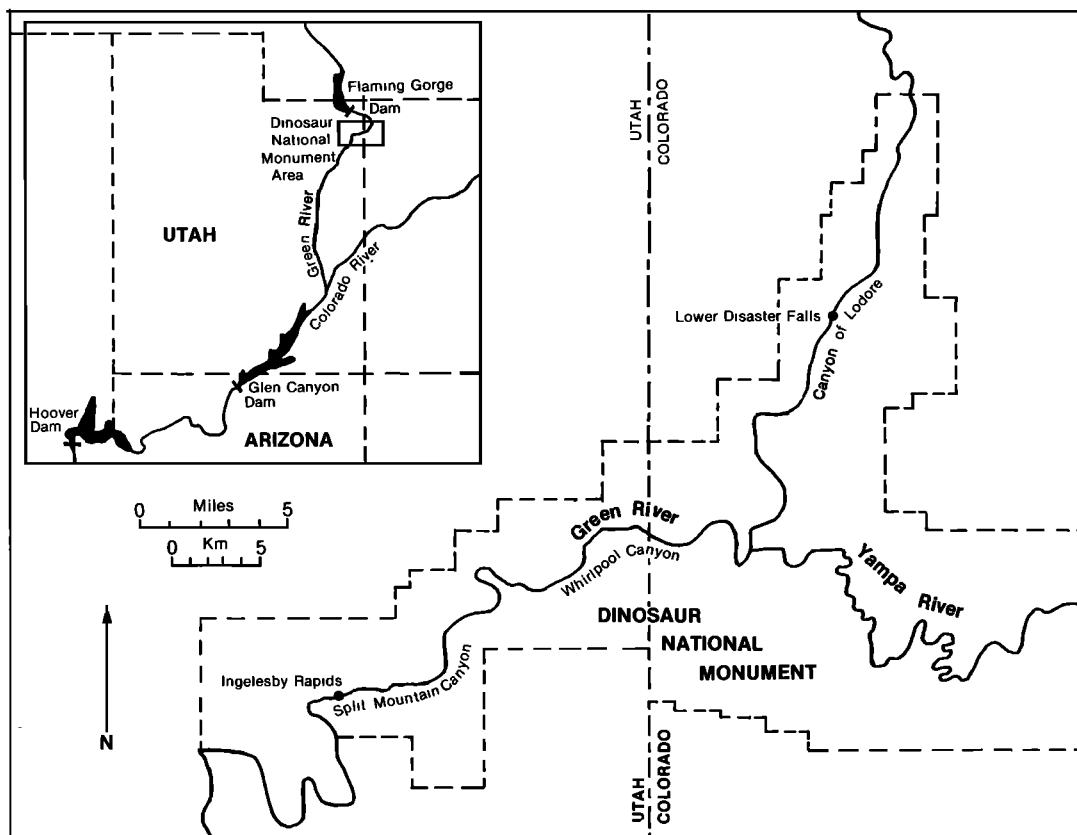 Flaming Gorge
Dam
Dinosaur
National
Monument
Area
UTAH
Green River
Colorado River
Glen Canyon
Dam
Hoover
Dam
ARIZONA
0 Miles 5
0 Km 5
N
UTAH
COLORADO
Lower Disaster Falls
Canyon of Lodore
Green River
Whirlpool Canyon
Yampa River
DINOSAUR
NATIONAL
MONUMENT
Ingelesby Rapids
Split Mountain Canyon
UTAH
COLORADO